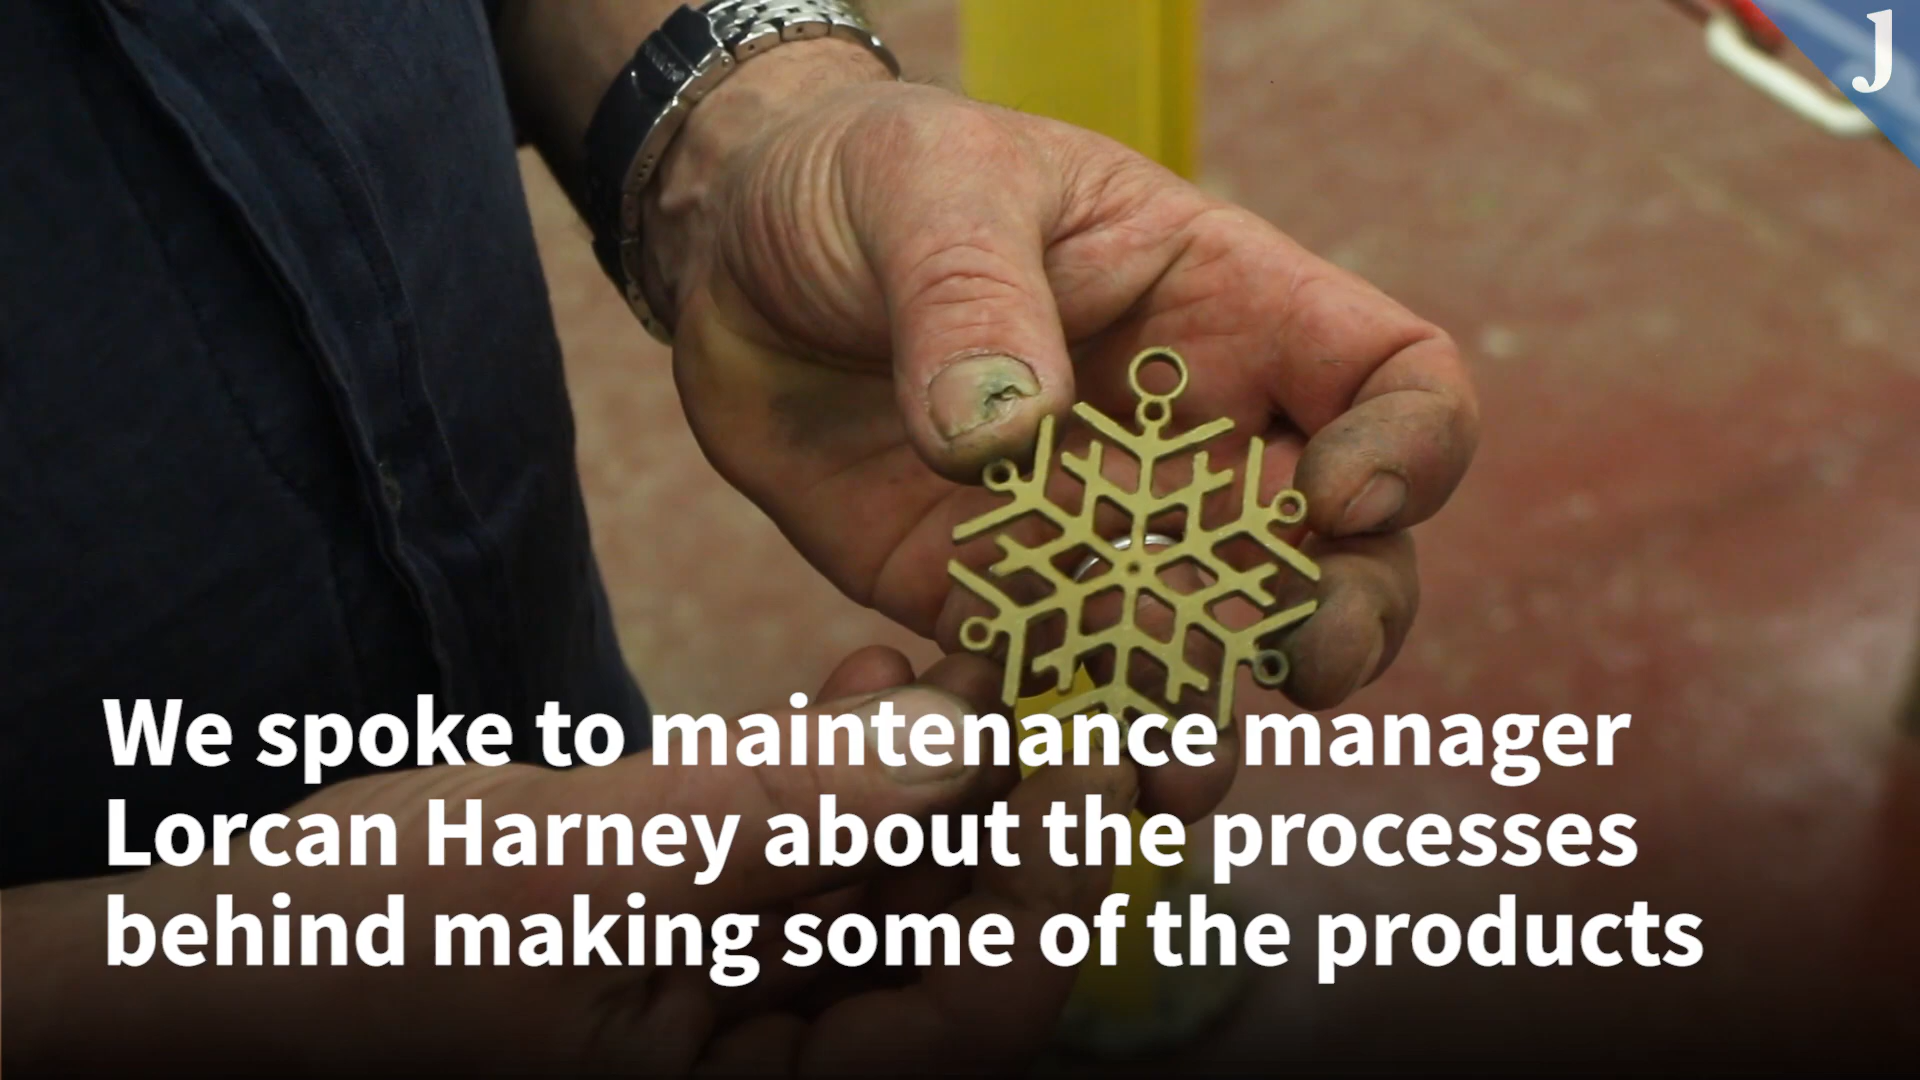 J
We spoke to maintenance manager
Lorcan Harney about the processes
behind making some of the products